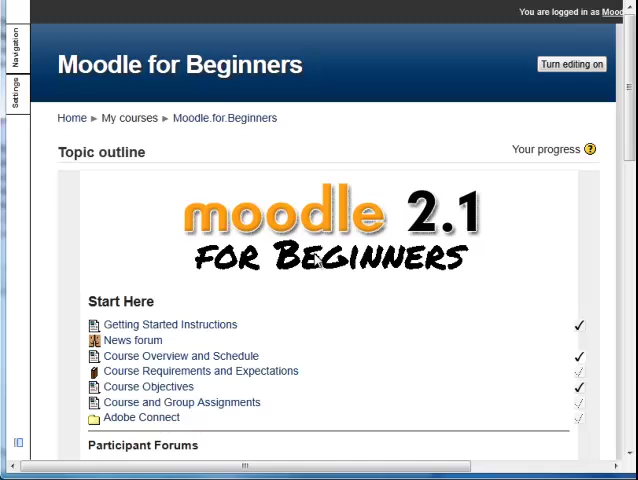 You are logged in as Mood
Navigation
Settings
Moodle for Beginners
Turn editing on
Home ► My courses ► Moodle.for.Beginners
Topic outline
Your progress
moodle 2.1
for Beginners
Start Here
Getting Started Instructions
News forum
Course Overview and Schedule
Course Requirements and Expectations
Course Objectives
Course and Group Assignments
Adobe Connect
Participant Forums